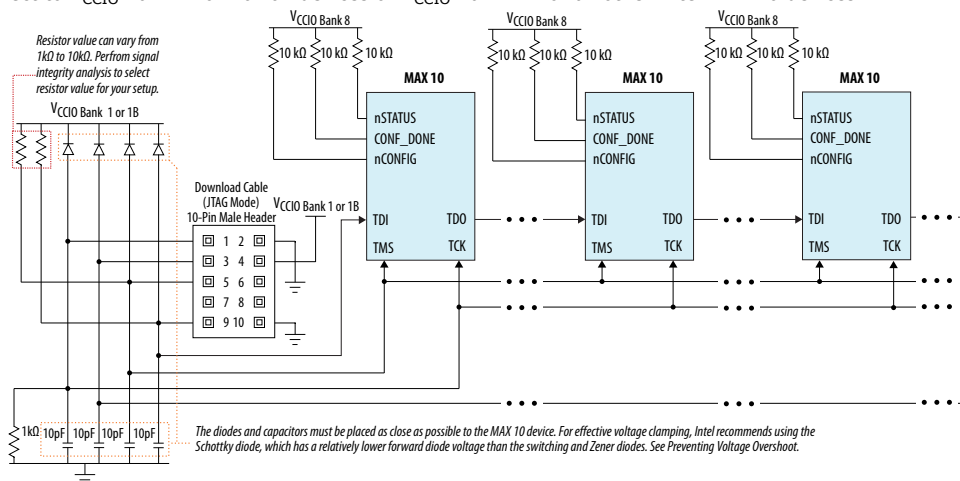 Resistor value can vary from
1kΩ to 10kΩ. Perfrom signal
integrity analysis to select
resistor value for your setup.
VCCIO Bank 1 or 1B
VCCIO Bank 8
10 kΩ 10 kΩ 10 kΩ
MAX 10
nSTATUS
CONF_DONE
nCONFIG
TDI TDO
TMS TCK
VCCIO Bank 8
10 kΩ 10 kΩ 10 kΩ
MAX 10
nSTATUS
CONF_DONE
nCONFIG
TDI TDO
TMS TCK
VCCIO Bank 8
10 kΩ 10 kΩ 10 kΩ
MAX 10
nSTATUS
CONF_DONE
nCONFIG
TDI TDO
TMS TCK
Download Cable
(JTAG Mode)
10-Pin Male Header
VCCIO Bank 1 or 1B
1 2
3 4
5 6
7 8
9 10
1kΩ 10pF 10pF 10pF 10pF
The diodes and capacitors must be placed as close as possible to the MAX 10 device. For effective voltage clamping, Intel recommends using the
Schottky diode, which has a relatively lower forward diode voltage than the switching and Zener diodes. See Preventing Voltage Overshoot.